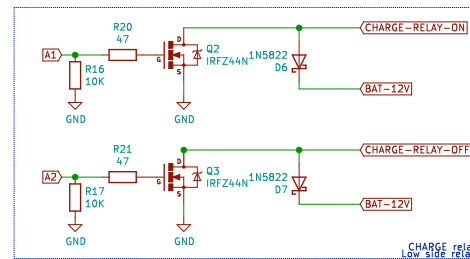 R20
47
A1
D
G
S
Q2
IRFZ44N
1N5822
D6
CHARGE-RELAY-ON
BAT-12V
R16
10K
GND
GND
R21
47
A2
D
G
S
Q3
IRFZ44N
1N5822
D7
CHARGE-RELAY-OFF
BAT-12V
R17
10K
GND
GND
CHARGE rela
Low side rela